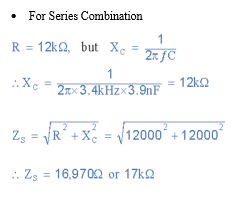 • For Series Combination
R = 12kΩ, but X_C = 1 / 2πƒC
∴ X_C = 1 / 2π×3.4kHz×3.9nF = 12kΩ
Z_S = √(R² + X_C²) = √(12000² + 12000²)
∴ Z_S = 16,970Ω or 17kΩ